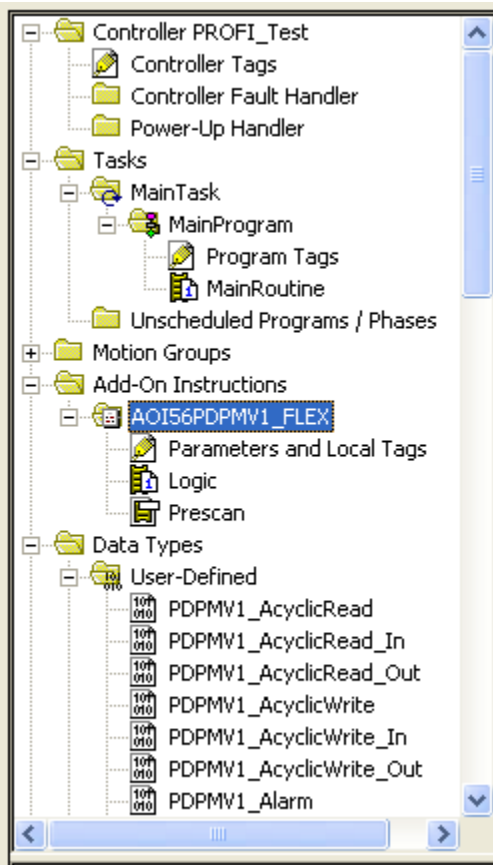 Controller PROFI_Test
Controller Tags
Controller Fault Handler
Power-Up Handler
Tasks
MainTask
MainProgram
Program Tags
MainRoutine
Unscheduled Programs / Phases
Motion Groups
Add-On Instructions
AOI56PDPMV1_FLEX
Parameters and Local Tags
Logic
Prescan
Data Types
User-Defined
PDPMV1_AcyclicRead
PDPMV1_AcyclicRead_In
PDPMV1_AcyclicRead_Out
PDPMV1_AcyclicWrite
PDPMV1_AcyclicWrite_In
PDPMV1_AcyclicWrite_Out
PDPMV1_Alarm